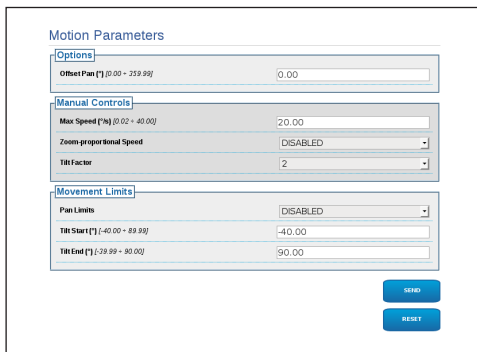 Motion Parameters
Options
Offset Pan (°) [0.00 ÷ 359.99] 0.00
Manual Controls
Max Speed (°/s) [0.02 ÷ 40.00] 20.00
Zoom-proportional Speed DISABLED
Tilt Factor 2
Movement Limits
Pan Limits DISABLED
Tilt Start (°) [-40.00 ÷ 89.99] -40.00
Tilt End (°) [-39.99 ÷ 90.00] 90.00
SEND
RESET